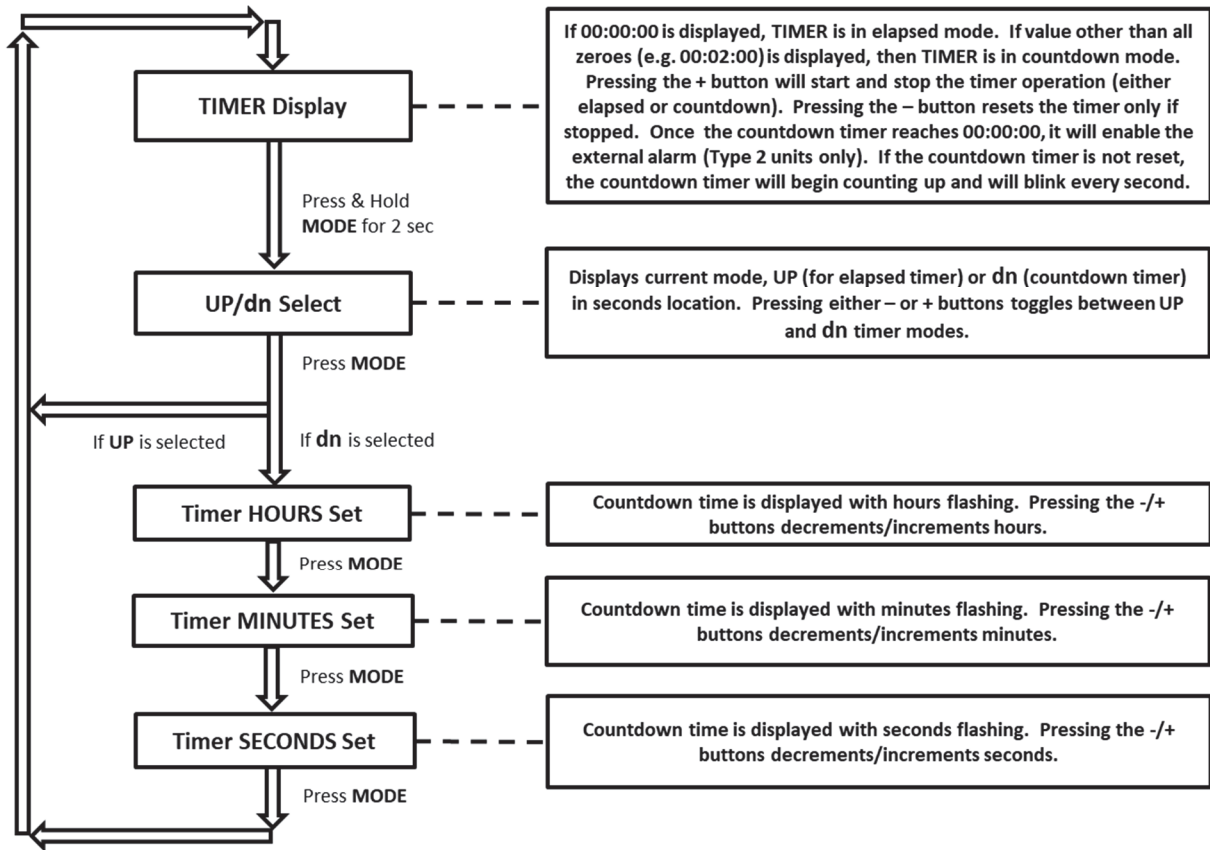 If 00:00:00 is displayed, TIMER is in elapsed mode. If value other than all
zeroes (e.g. 00:02:00) is displayed, then TIMER is in countdown mode.
Pressing the + button will start and stop the timer operation (either
elapsed or countdown). Pressing the – button resets the timer only if
stopped. Once the countdown timer reaches 00:00:00, it will enable the
external alarm (Type 2 units only). If the countdown timer is not reset,
the countdown timer will begin counting up and will blink every second.
TIMER Display
Press & Hold
MODE for 2 sec
UP/dn Select
Displays current mode, UP (for elapsed timer) or dn (countdown timer)
in seconds location. Pressing either – or + buttons toggles between UP
and dn timer modes.
Press MODE
If UP is selected
If dn is selected
Timer HOURS Set
Countdown time is displayed with hours flashing. Pressing the -/+
buttons decrements/increments hours.
Press MODE
Timer MINUTES Set
Countdown time is displayed with minutes flashing. Pressing the -/+
buttons decrements/increments minutes.
Press MODE
Timer SECONDS Set
Countdown time is displayed with seconds flashing. Pressing the -/+
buttons decrements/increments seconds.
Press MODE